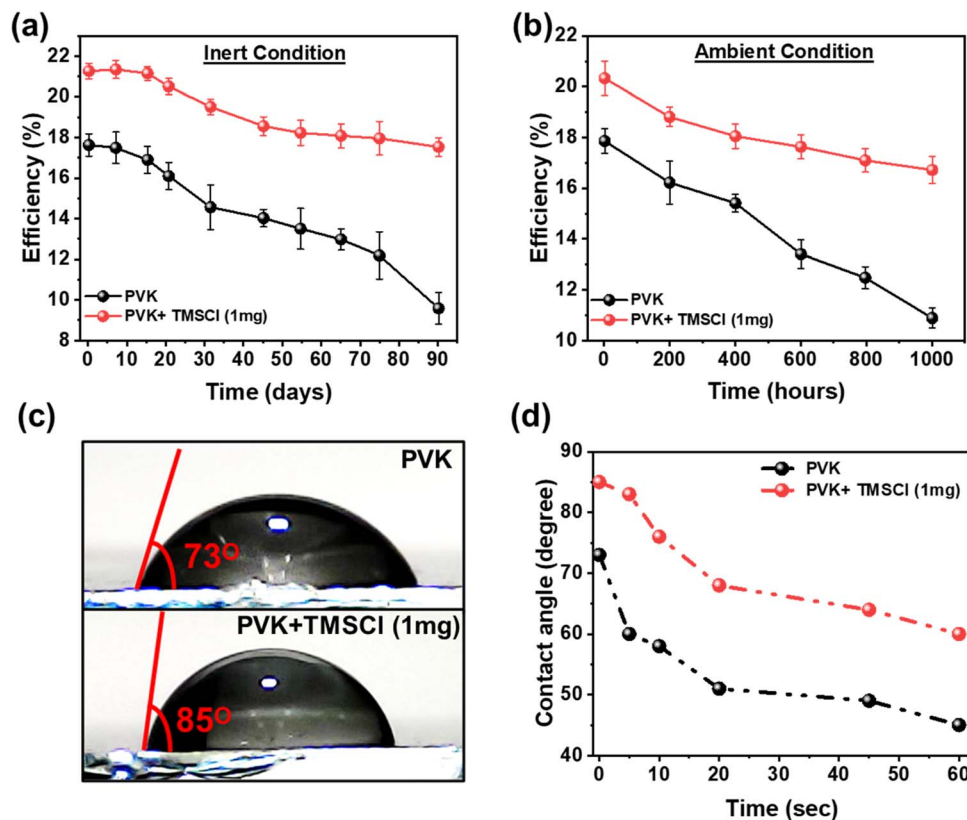 (a)
Inert Condition
Efficiency (%)
22
20
18
16
14
12
10
8
PVK
PVK+ TMSCl (1mg)
0 10 20 30 40 50 60 70 80 90
Time (days)
(b)
Ambient Condition
Efficiency (%)
22
20
18
16
14
12
10
PVK
PVK+ TMSCl (1mg)
0 200 400 600 800 1000
Time (hours)
(c)
PVK
73O
PVK+TMSCl (1mg)
85O
(d)
Contact angle (degree)
90
80
70
60
50
40
PVK
PVK+ TMSCl (1mg)
0 10 20 30 40 50 60
Time (sec)